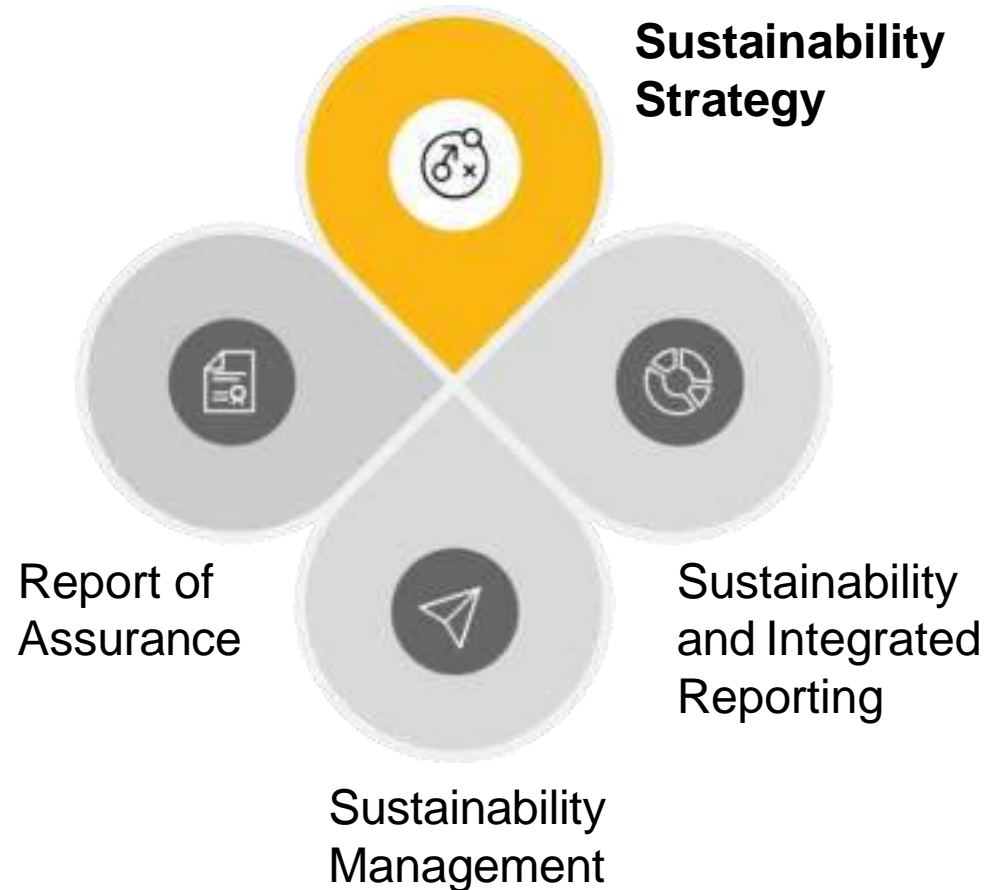 Sustainability
Strategy
Report of
Assurance
Sustainability
and Integrated
Reporting
Sustainability
Management